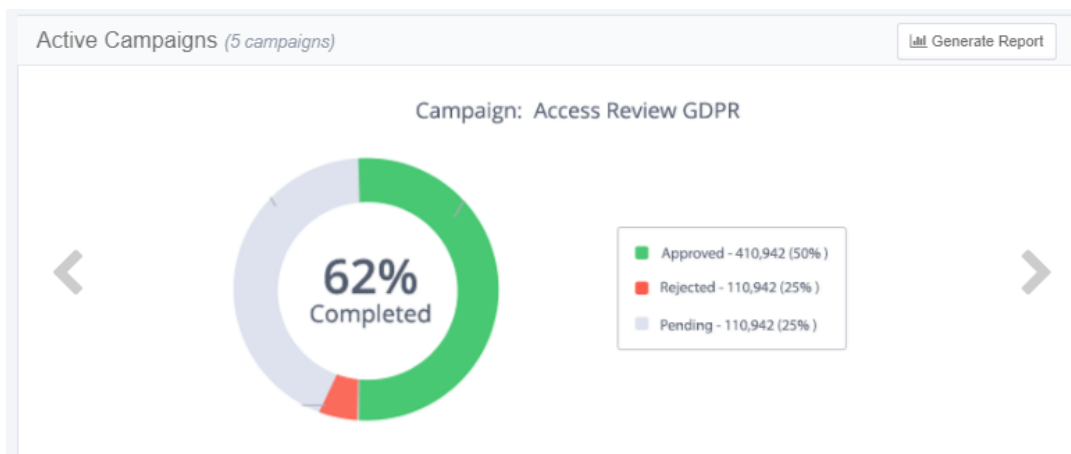 Active Campaigns (5 campaigns)
Generate Report
Campaign: Access Review GDPR
62%
Completed
Approved - 410,942 (50% )
Rejected - 110,942 (25% )
Pending - 110,942 (25% )